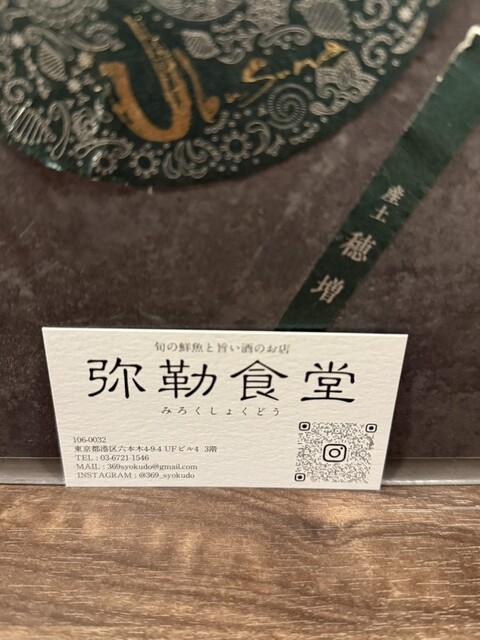 Ubusuna
産土
穂増
旬の鮮魚と旨い酒のお店
弥勒食堂
みろくしょくどう
106-0032
東京都港区六本木4-9-4 UFビル4 3階
TEL : 03-6721-1546
MAIL : 369syokudo@gmail.com
INSTAGRAM : @369_syokudo